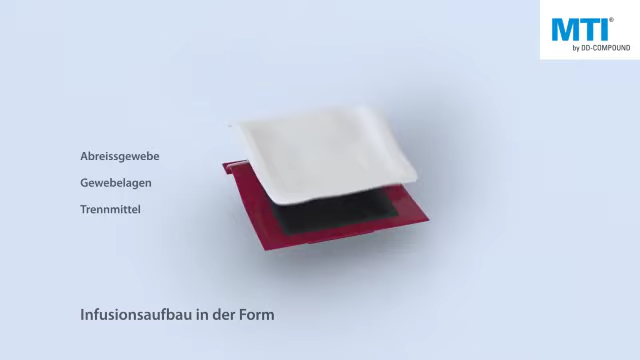 MTI®
by DD-COMPOUND
Abreissgewebe
Gewebelagen
Trennmittel
Infusionsaufbau in der Form